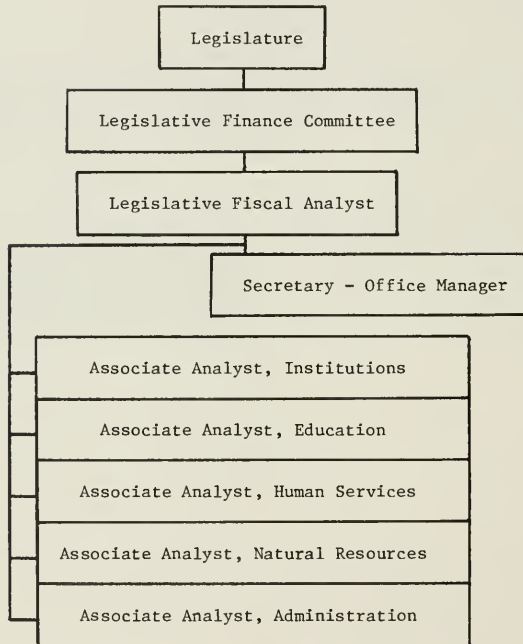 Legislature
Legislative Finance Committee
Legislative Fiscal Analyst
Secretary - Office Manager
Associate Analyst, Institutions
Associate Analyst, Education
Associate Analyst, Human Services
Associate Analyst, Natural Resources
Associate Analyst, Administration